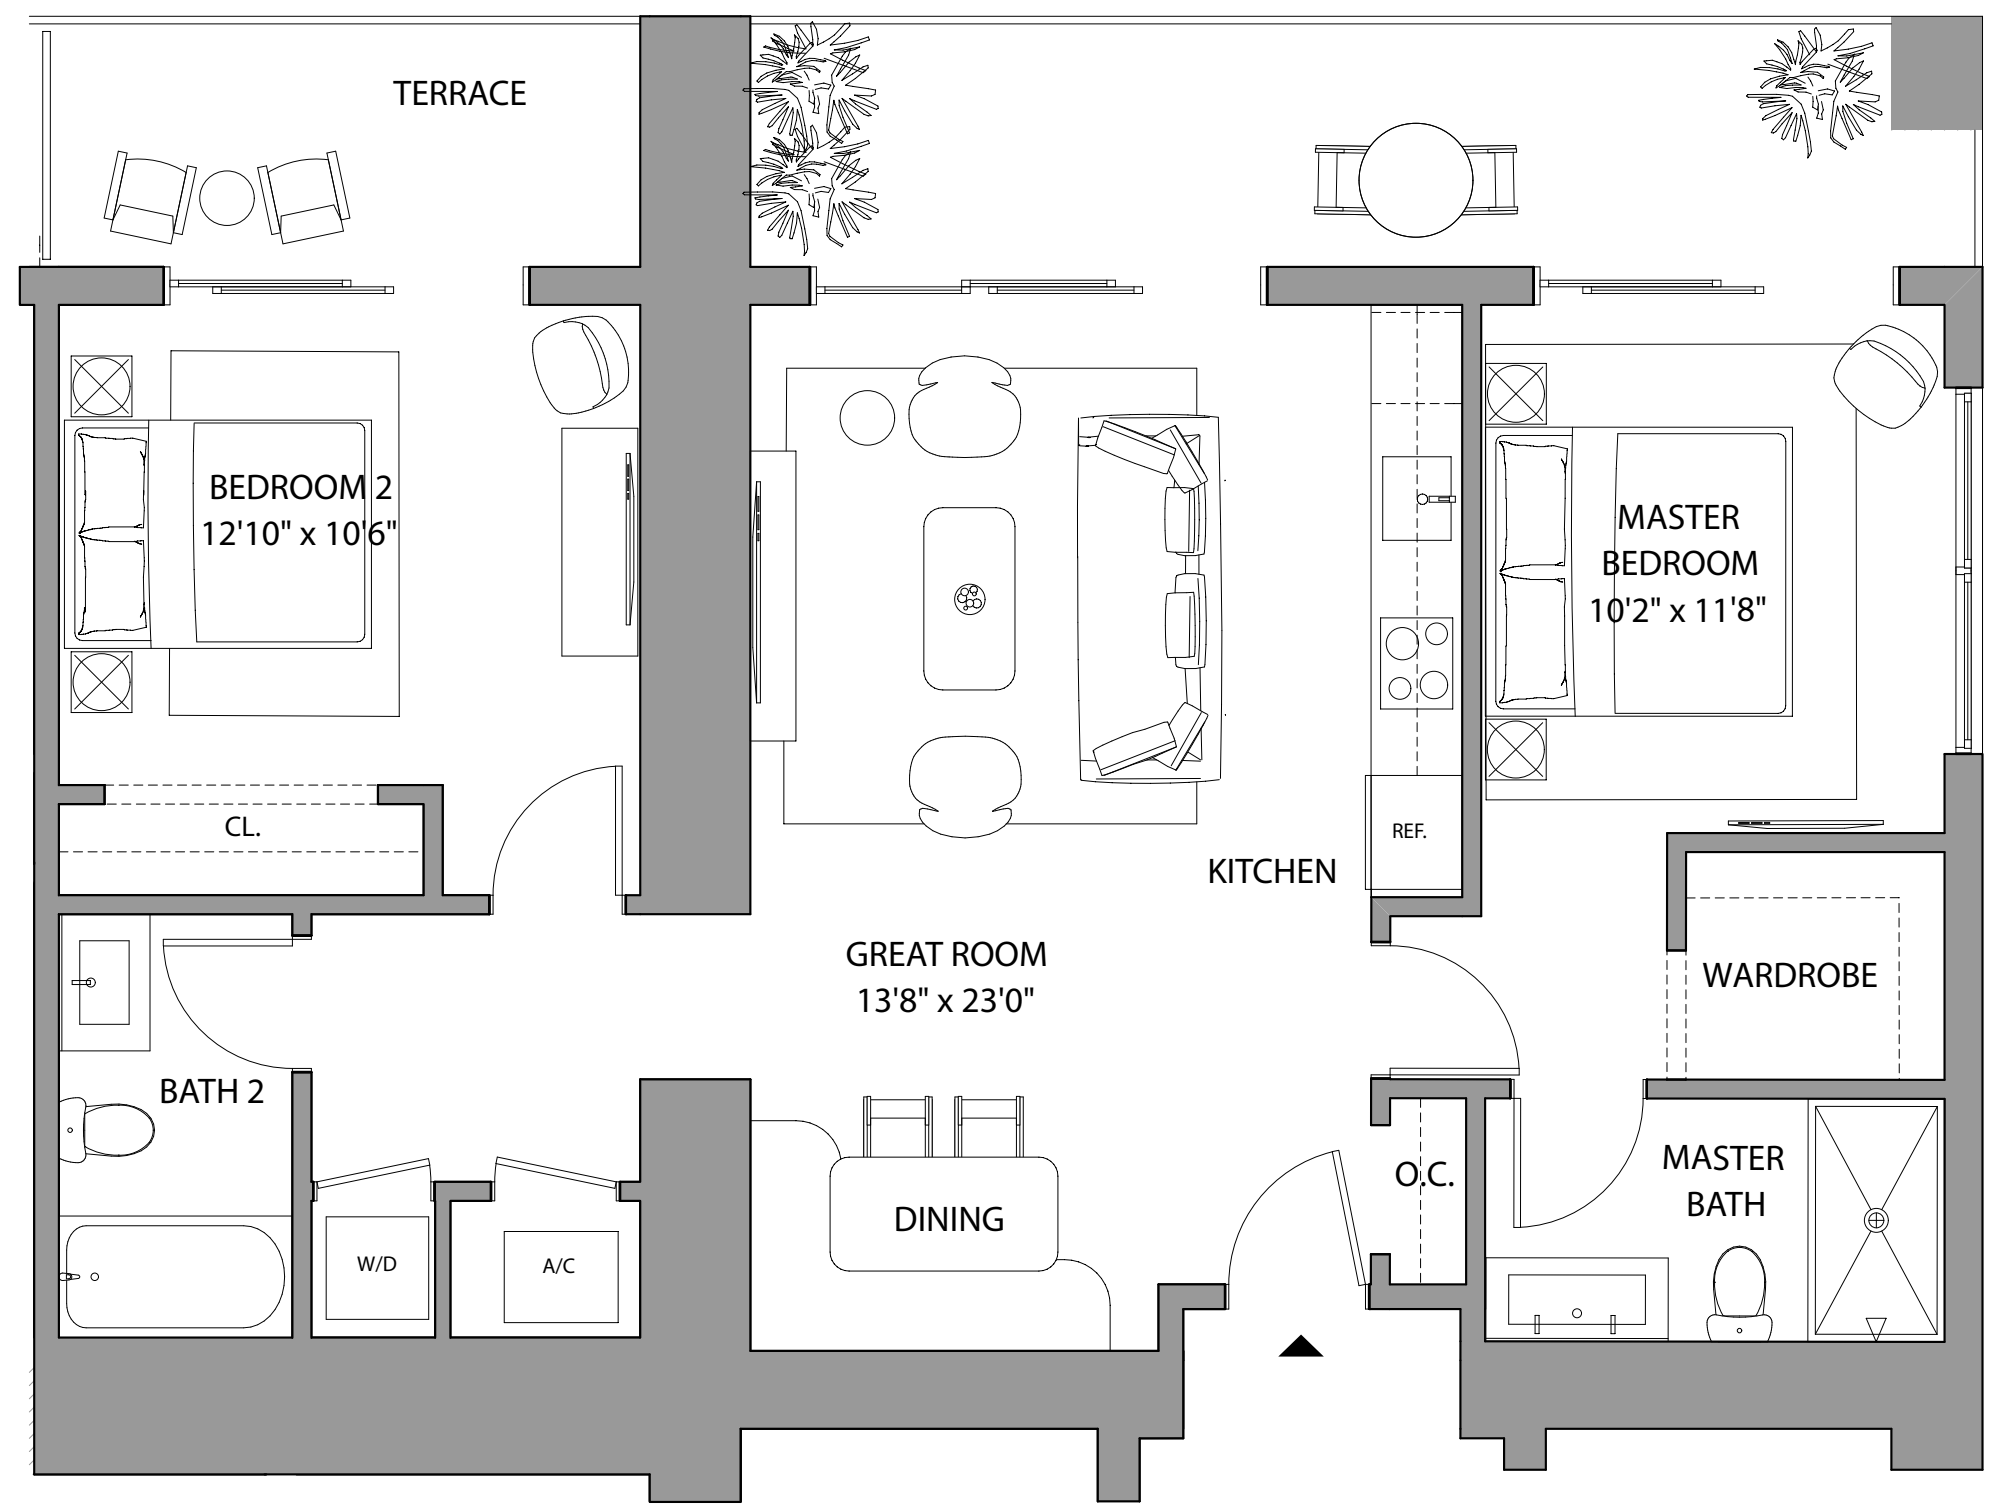 TERRACE
BEDROOM 2
12'10" x 10'6"
MASTER
BEDROOM
10'2" x 11'8"
CL.
REF.
KITCHEN
GREAT ROOM
13'8" x 23'0"
WARDROBE
BATH 2
O.C.
MASTER
BATH
DINING
W/D
A/C